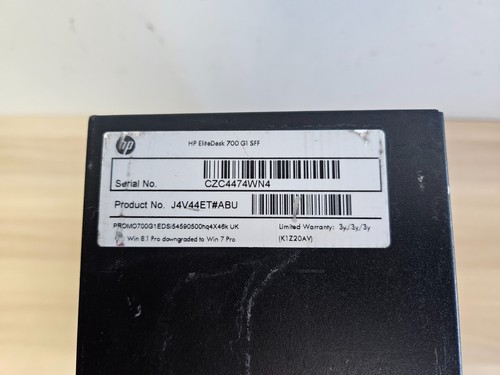 hp
HP EliteDesk 700 G1 SFF
Serial No. CZC4474WN4
Product No. J4V44ET#ABU
PROMO700G1EDSi54590500hq4X46k UK
Limited Warranty: 3y/3y/3y
Win 8.1 Pro downgraded to Win 7 Pro
(K1Z20AV)